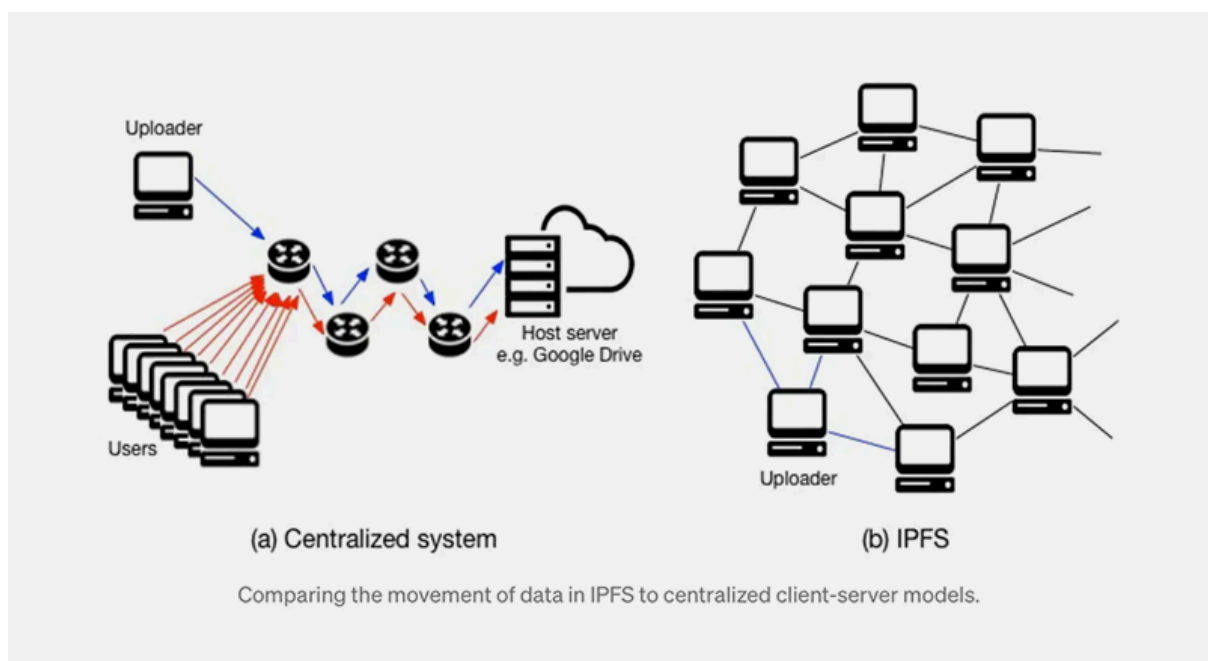 Uploader
Host server
e.g. Google Drive
Users
Uploader
(a) Centralized system
(b) IPFS
Comparing the movement of data in IPFS to centralized client-server models.